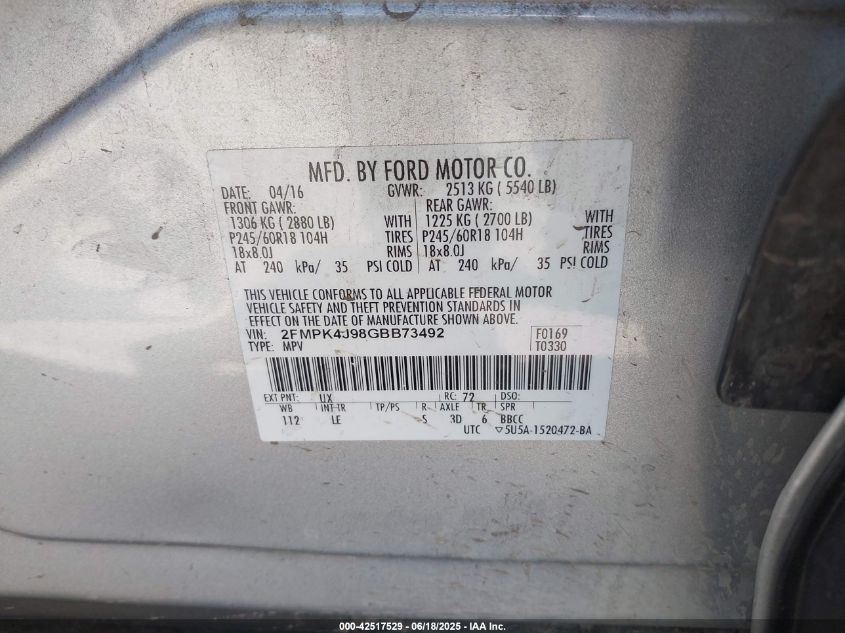 MFD. BY FORD MOTOR CO.
DATE: 04/16 GVWR: 2513 KG ( 5540 LB)
FRONT GAWR: REAR GAWR:
1306 KG ( 2880 LB) WITH 1225 KG ( 2700 LB) WITH
P245/60R18 104H TIRES P245/60R18 104H TIRES
18x8.0J RIMS 18x8.0J RIMS
AT 240 kPa/ 35 PSI COLD AT 240 kPa/ 35 PSI COLD
THIS VEHICLE CONFORMS TO ALL APPLICABLE FEDERAL MOTOR
VEHICLE SAFETY AND THEFT PREVENTION STANDARDS IN
EFFECT ON THE DATE OF MANUFACTURE SHOWN ABOVE.
VIN: 2FMPK4J98GBB73492 F0169
TYPE: MPV T0330
EXT PNT: UX RC: 72 DSO:
WB INT TR TP/PS R AXLE TR SPR
112 LE 5 3D 6 BBCC
UTC ▽5U5A-1520472-BA
000-42517529 - 06/18/2025 - IAA Inc.